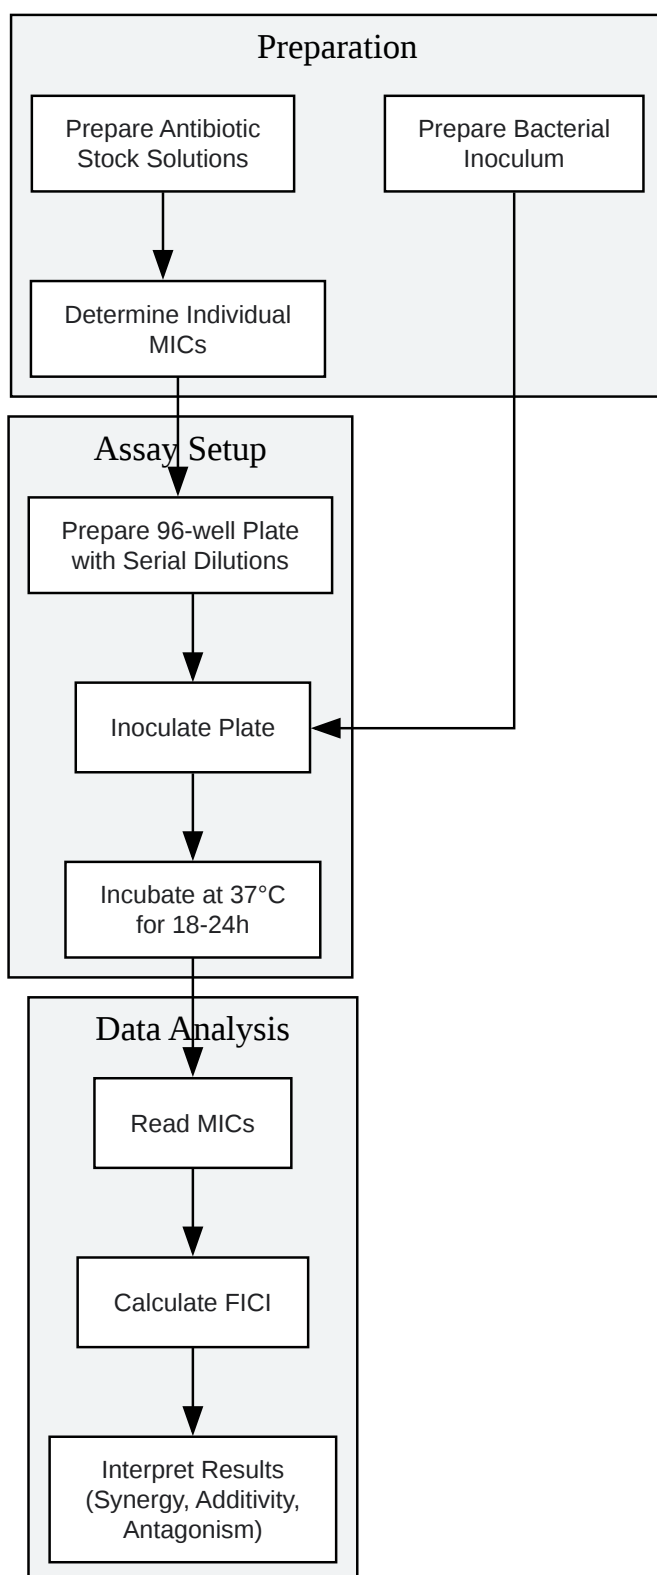 Preparation
Prepare Antibiotic
Stock Solutions
Prepare Bacterial
Inoculum
Determine Individual
MICs
Assay Setup
Prepare 96-well Plate
with Serial Dilutions
Inoculate Plate
Incubate at 37°C
for 18-24h
Data Analysis
Read MICs
Calculate FICI
Interpret Results
(Synergy, Additivity,
Antagonism)